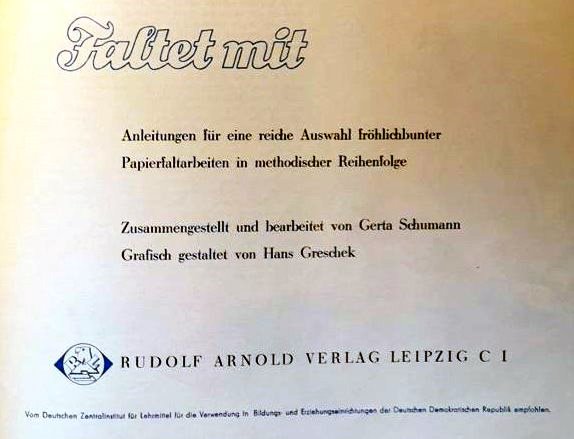 Faltet mit
Anleitungen für eine reiche Auswahl fröhlichbunter
Papierfaltarbeiten in methodischer Reihenfolge
Zusammengestellt und bearbeitet von Gerta Schumann
Grafisch gestaltet von Hans Greschek
RUDOLF ARNOLD VERLAG LEIPZIG C I
Vom Deutschen Zentralinstitut für Lehrmittel für die Verwendung in Bildungs- und Erziehungseinrichtungen der Deutschen Demokratischen Republik empfohlen.